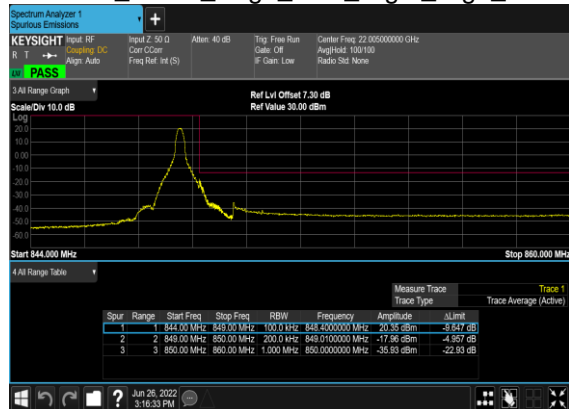 Spectrum Analyzer 1
Spurious Emissions
KEYSIGHT
R T
Input: RF
Coupling: DC
Align: Auto
Input Z: 50 Ω
Corr CCorr
Freq Ref: Int (S)
Atten: 40 dB
Trig: Free Run
Gate: Off
IF Gain: Low
Center Freq: 22.005000000 GHz
Avg|Hold: 100/100
Radio Std: None
PASS
3 All Range Graph
Scale/Div 10.0 dB
Ref Lvl Offset 7.30 dB
Ref Value 30.00 dBm
Log
20.0
10.0
0.00
-10.0
-20.0
-30.0
-40.0
-50.0
-60.0
Start 844.000 MHz
Stop 860.000 MHz
4 All Range Table
Measure Trace Trace 1
Trace Type Trace Average (Active)
Spur Range Start Freq Stop Freq RBW Frequency Amplitude ΔLimit
1 1 844.00 MHz 849.00 MHz 100.0 kHz 848.4000000 MHz 20.35 dBm -9.647 dB
2 2 849.00 MHz 850.00 MHz 200.0 kHz 849.0100000 MHz -17.96 dBm -4.957 dB
3 3 850.00 MHz 860.00 MHz 1.000 MHz 850.0000000 MHz -35.93 dBm -22.93 dB
Jun 26, 2022
3:16:33 PM